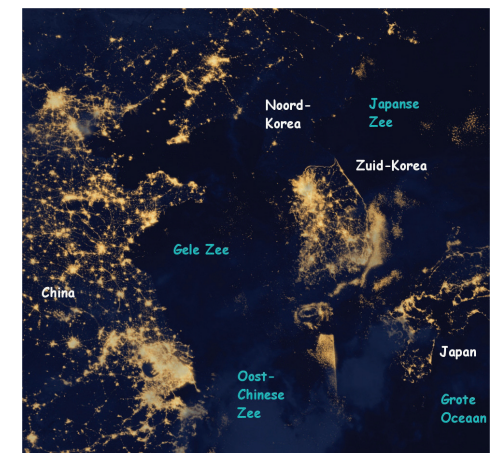 Noord-
Korea
Japanse
Zee
Zuid-Korea
Gele Zee
China
Japan
Oost-
Chinese
Zee
Grote
Oceaan